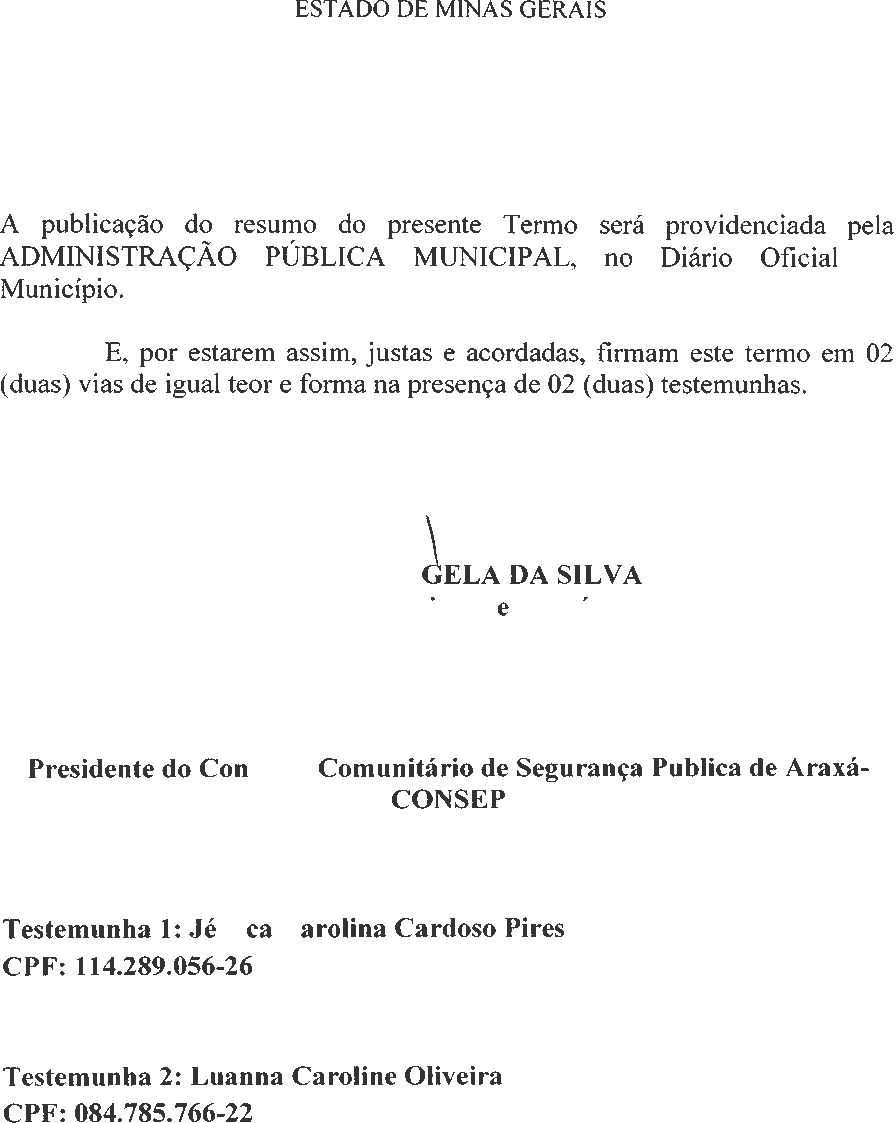 ESTADO DE MINAS GERAIS
A publicação do resumo do presente Termo será providenciada pela
ADMINISTRAÇÃO PÚBLICA MUNICIPAL, no Diário Oficial
Município.
E, por estarem assim, justas e acordadas, firmam este termo em 02
(duas) vias de igual teor e forma na presença de 02 (duas) testemunhas.
GELA DA SILVA
e
Presidente do Con Comunitário de Segurança Publica de Araxá-
CONSEP
Testemunha 1: Jé ca arolina Cardoso Pires
CPF: 114.289.056-26
Testemunha 2: Luanna Caroline Oliveira
CPF: 084.785.766-22